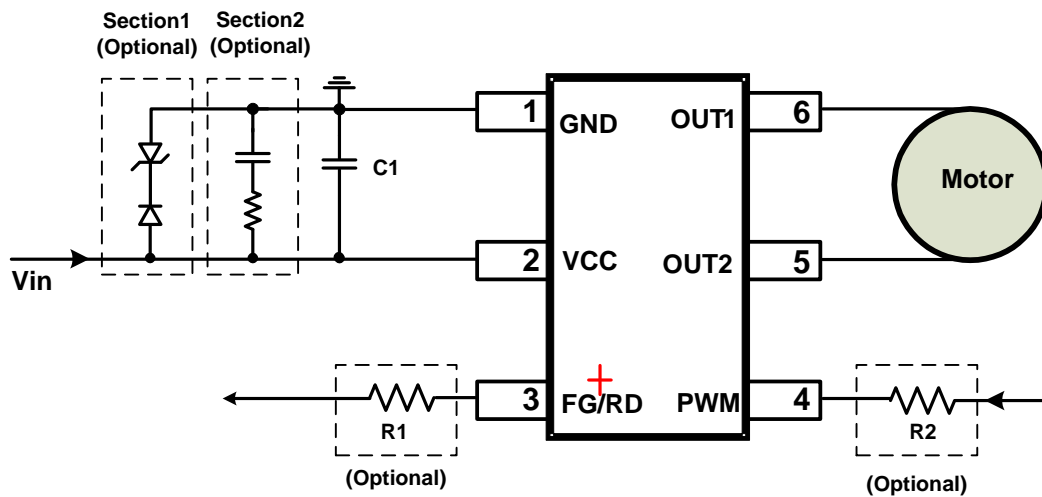 Section1
(Optional)
Section2
(Optional)
1
GND
OUT1
6
C1
Motor
Vin
2
VCC
OUT2
5
3
FG/RD
PWM
4
R1
(Optional)
R2
(Optional)